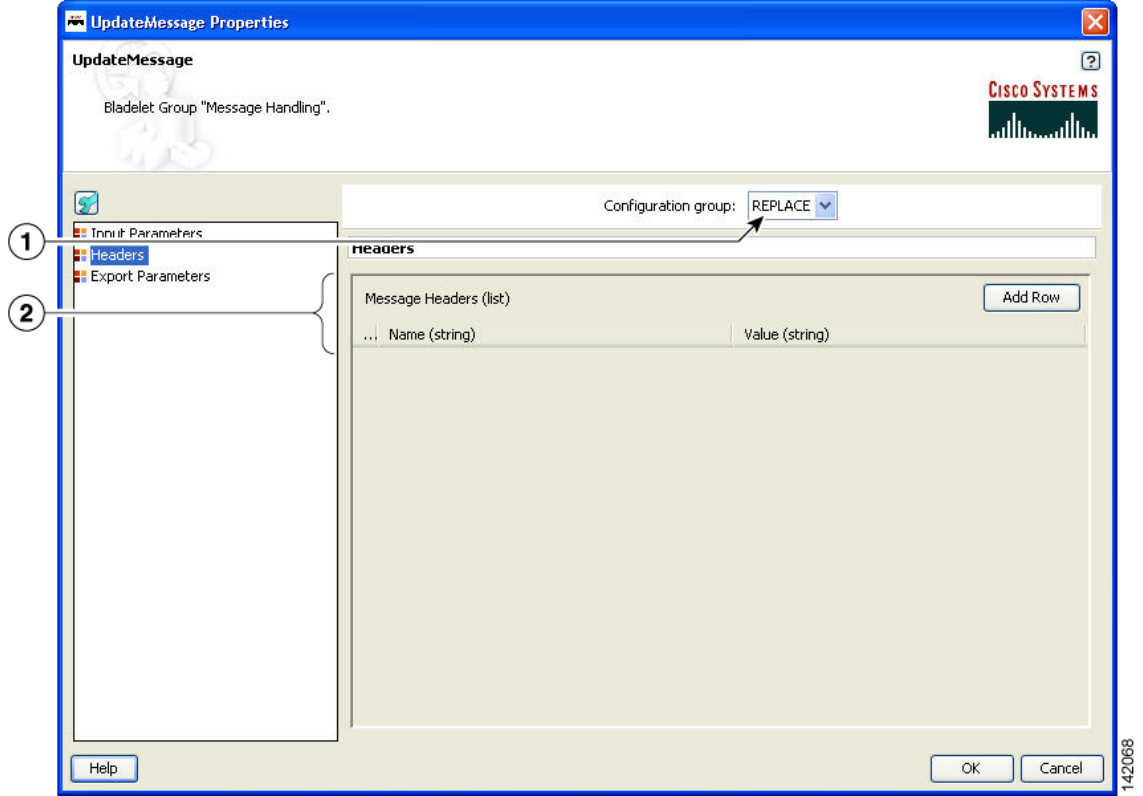 UpdateMessage Properties
UpdateMessage
?
Bladelet Group "Message Handling".
CISCO SYSTEMS
Configuration group: REPLACE
1
Input Parameters
Headers
Headers
Export Parameters
2
Message Headers (list)
Add Row
... Name (string) Value (string)
Help
OK
Cancel
142068